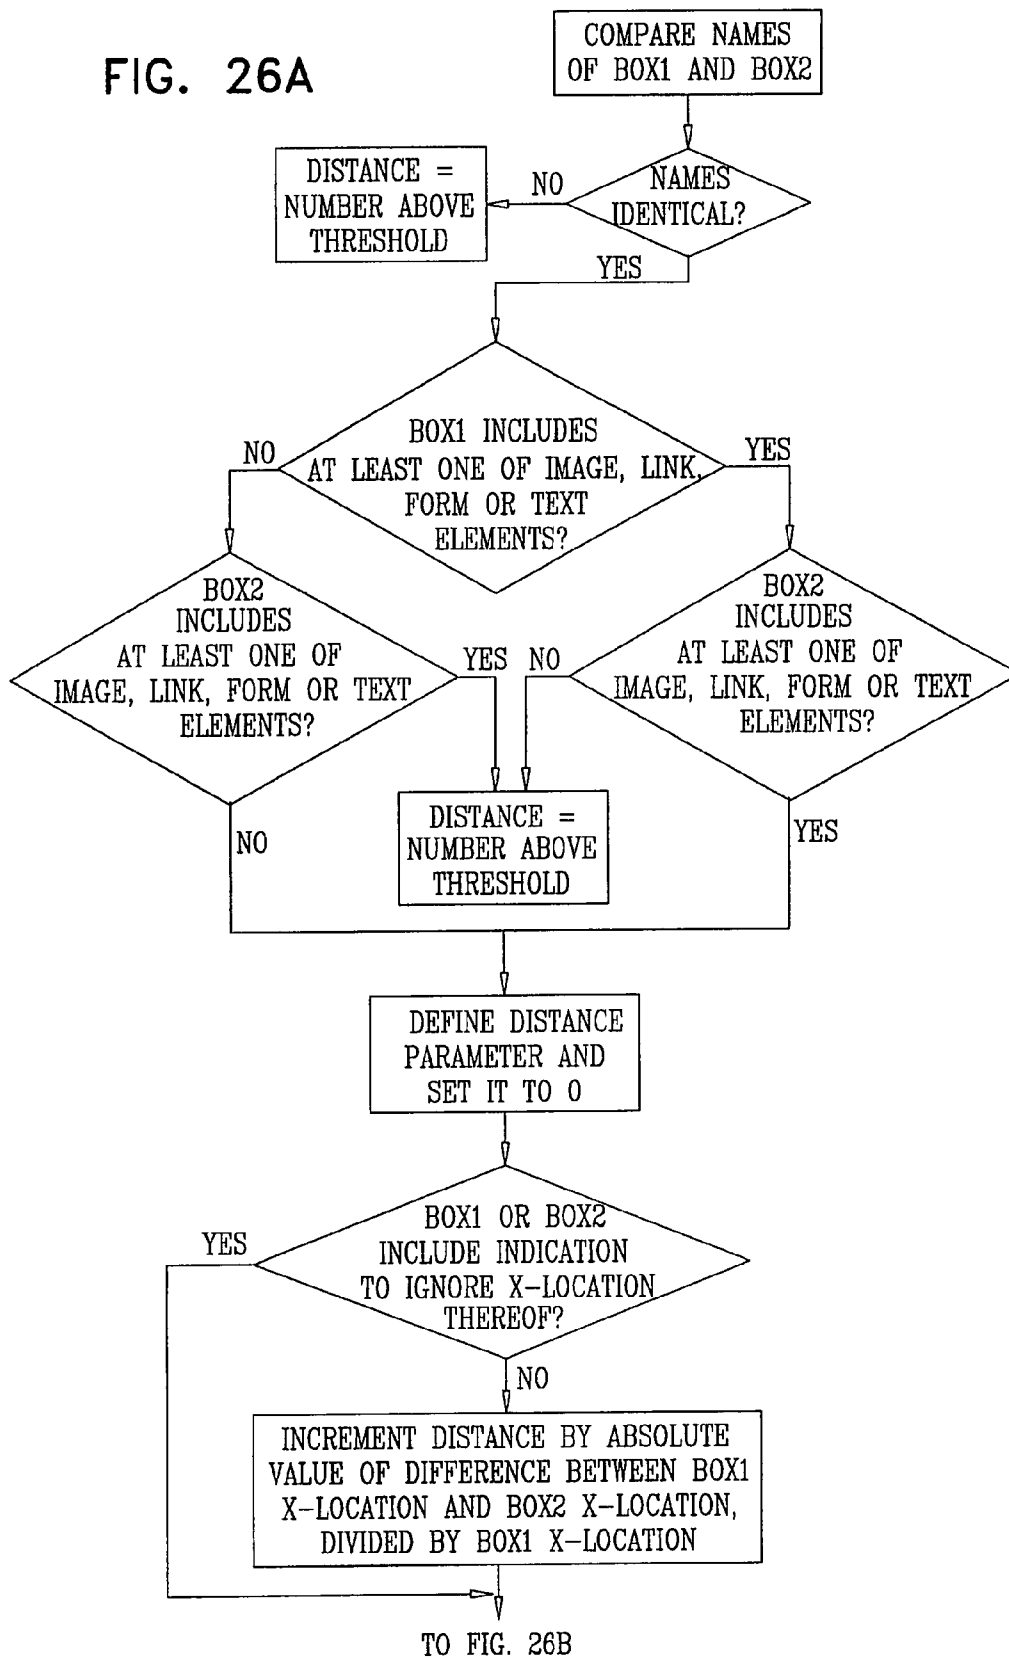 FIG. 26A
COMPARE NAMES
OF BOX1 AND BOX2
NAMES
IDENTICAL?
NO
DISTANCE =
NUMBER ABOVE
THRESHOLD
YES
BOX1 INCLUDES
AT LEAST ONE OF IMAGE, LINK,
FORM OR TEXT
ELEMENTS?
NO
YES
BOX2
INCLUDES
AT LEAST ONE OF
IMAGE, LINK, FORM OR TEXT
ELEMENTS?
YES
NO
BOX2
INCLUDES
AT LEAST ONE OF
IMAGE, LINK, FORM OR TEXT
ELEMENTS?
DISTANCE =
NUMBER ABOVE
THRESHOLD
NO
YES
DEFINE DISTANCE
PARAMETER AND
SET IT TO 0
BOX1 OR BOX2
INCLUDE INDICATION
TO IGNORE X-LOCATION
THEREOF?
YES
NO
INCREMENT DISTANCE BY ABSOLUTE
VALUE OF DIFFERENCE BETWEEN BOX1
X-LOCATION AND BOX2 X-LOCATION,
DIVIDED BY BOX1 X-LOCATION
TO FIG. 26B